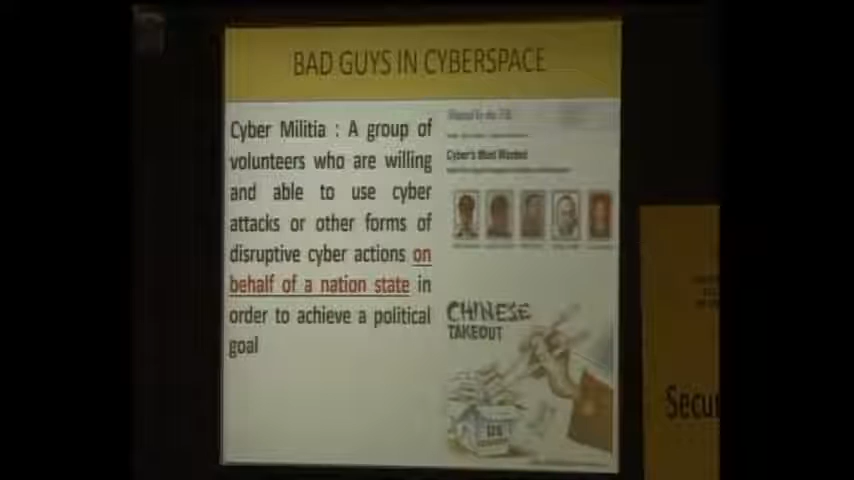 BAD GUYS IN CYBERSPACE
Cyber Militia : A group of
volunteers who are willing
and able to use cyber
attacks or other forms of
disruptive cyber actions on
behalf of a nation state in
order to achieve a political
goal
Cyber's Most Wanted
CHINESE
TAKEOUT
Secu